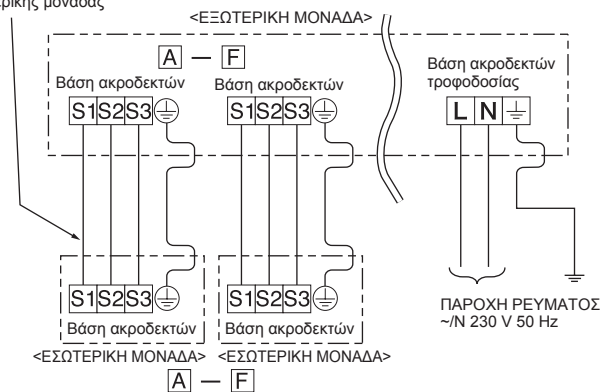 μονάδας
<ΕΞΩΤΕΡΙΚΗ ΜΟΝΑΔΑ>
A — F
Βάση ακροδεκτών
Βάση ακροδεκτών
Βάση ακροδεκτών
τροφοδοσίας
S1 S2 S3
S1 S2 S3
L N
S1 S2 S3
S1 S2 S3
Βάση ακροδεκτών
Βάση ακροδεκτών
ΠΑΡΟΧΗ ΡΕΥΜΑΤΟΣ
~/N 230 V 50 Hz
<ΕΣΩΤΕΡΙΚΗ ΜΟΝΑΔΑ>
<ΕΣΩΤΕΡΙΚΗ ΜΟΝΑΔΑ>
A — F